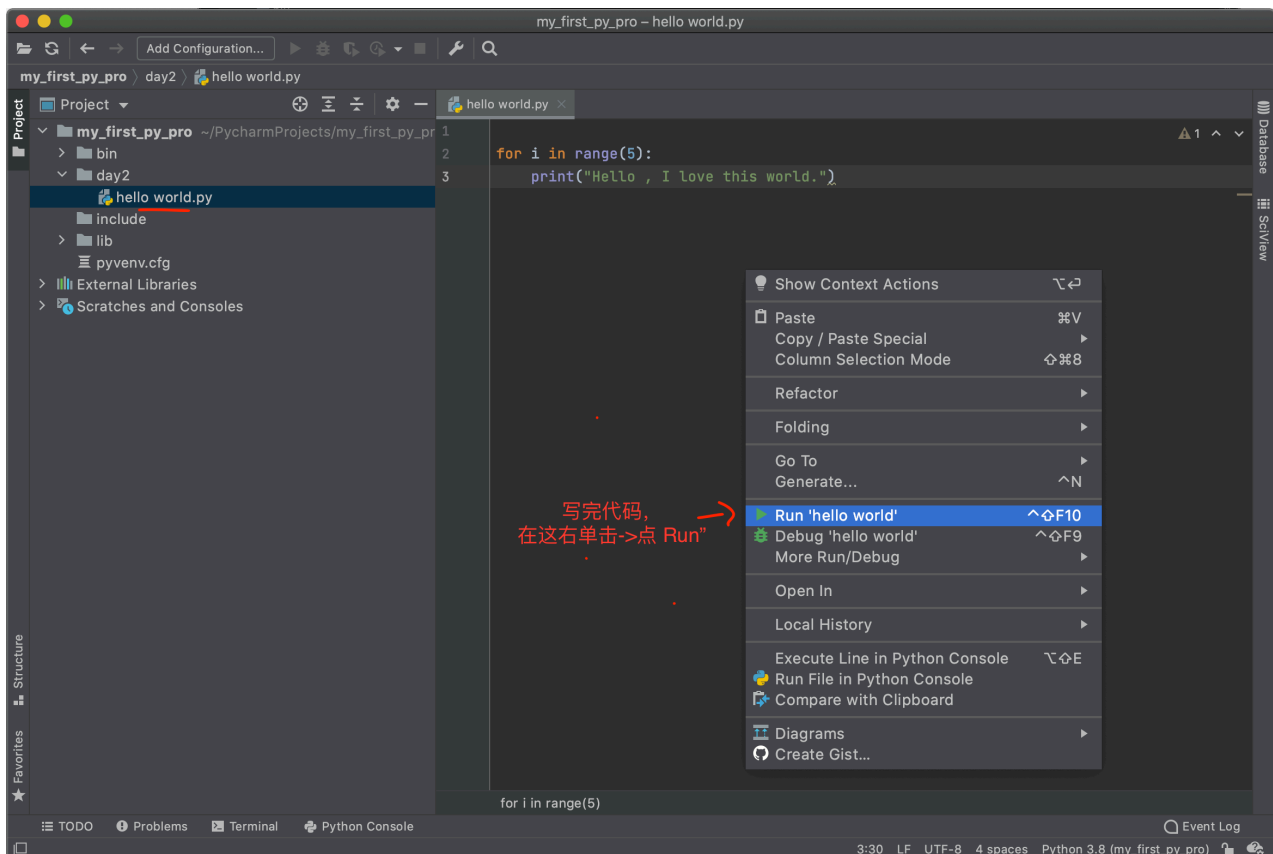 my_first_py_pro – hello world.py
Add Configuration...
my_first_py_pro 〉 day2 〉 hello world.py
Project
Project
hello world.py
Database
SciView
my_first_py_pro ~/PycharmProjects/my_first_py_pr
bin
day2
hello world.py
include
lib
pyvenv.cfg
External Libraries
Scratches and Consoles
1
2 for i in range(5):
3 print("Hello , I love this world.")
1
Show Context Actions ⌥⏎
Paste ⌘V
Copy / Paste Special
Column Selection Mode ⇧⌘8
Refactor
Folding
Go To
Generate... ^N
Run 'hello world' ^⇧F10
Debug 'hello world' ^⇧F9
More Run/Debug
Open In
Local History
Execute Line in Python Console ⌥⇧E
Run File in Python Console
Compare with Clipboard
Diagrams
Create Gist...
写完代码,
在这右单击->点 Run”
Structure
Favorites
for i in range(5)
TODO Problems Terminal Python Console Event Log
3:30 LF UTF-8 4 spaces Python 3.8 (my_first_py_pro)